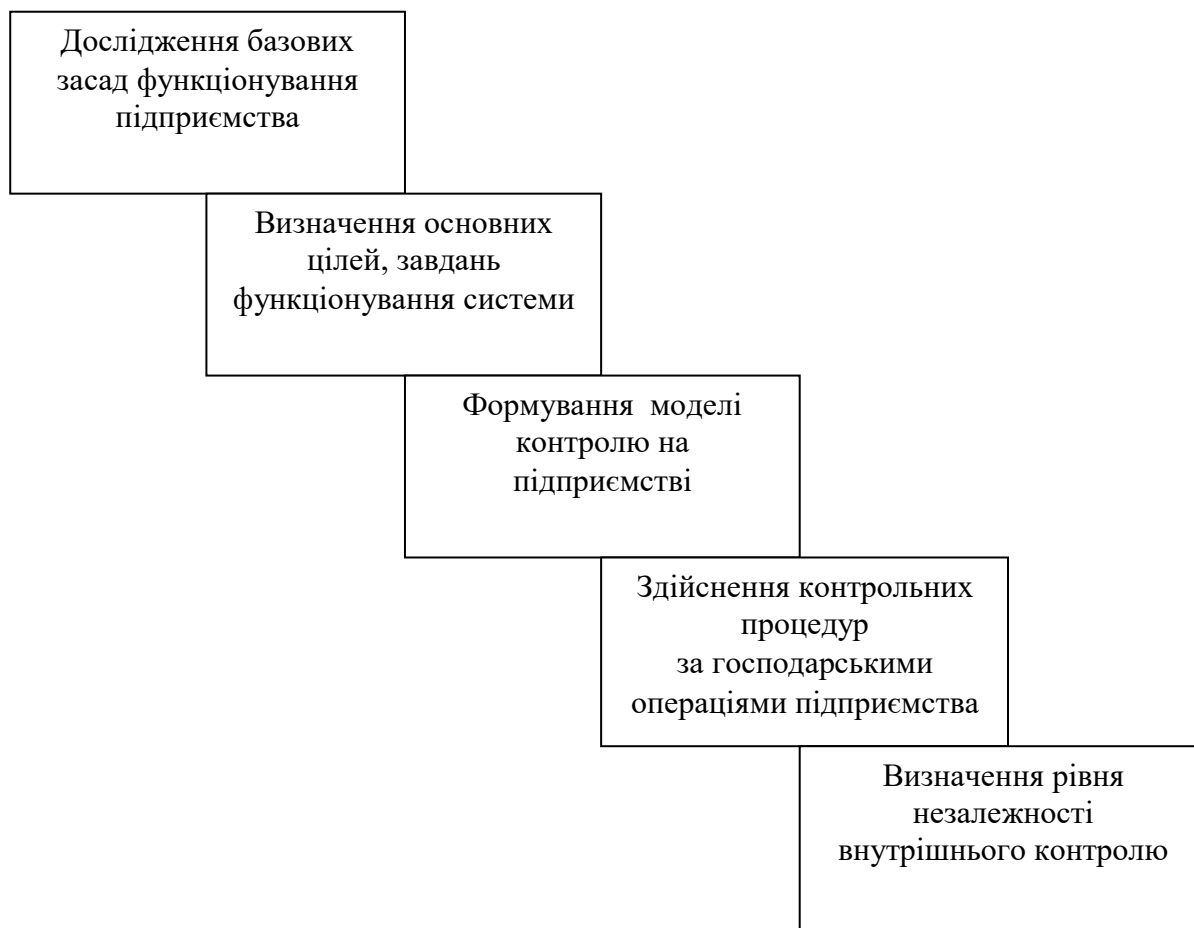 Дослідження базових
засад функціонування
підприємства
Визначення основних
цілей, завдань
функціонування системи
Формування моделі
контролю на
підприємстві
Здійснення контрольних
процедур
за господарськими
операціями підприємства
Визначення рівня
незалежності
внутрішнього контролю